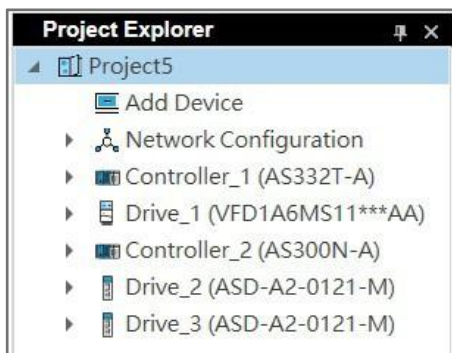 Project Explorer
Project5
Add Device
Network Configuration
Controller_1 (AS332T-A)
Drive_1 (VFD1A6MS11***AA)
Controller_2 (AS300N-A)
Drive_2 (ASD-A2-0121-M)
Drive_3 (ASD-A2-0121-M)